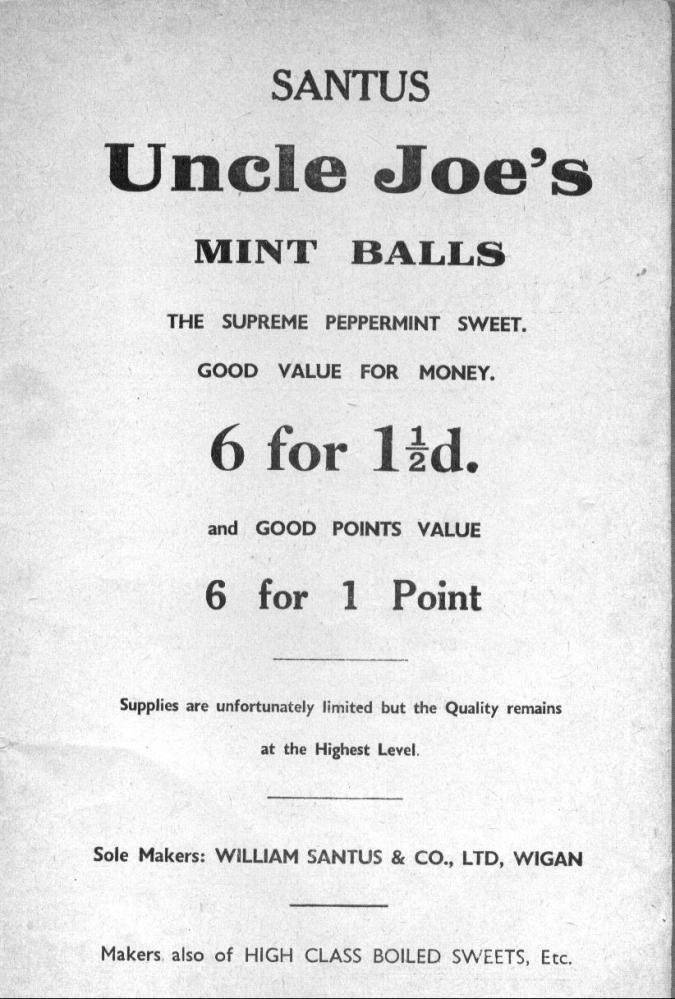 SANTUS
Uncle Joe's
MINT BALLS
THE SUPREME PEPPERMINT SWEET.
GOOD VALUE FOR MONEY.
6 for 1½d.
and GOOD POINTS VALUE
6 for 1 Point
Supplies are unfortunately limited but the Quality remains
at the Highest Level.
Sole Makers: WILLIAM SANTUS & CO., LTD, WIGAN
Makers also of HIGH CLASS BOILED SWEETS, Etc.